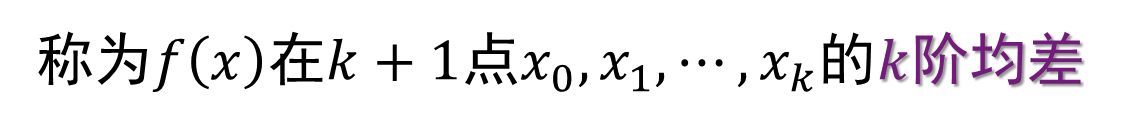 称为f(x)在k + 1点x₀, x₁, ⋯ , xₖ的k阶均差